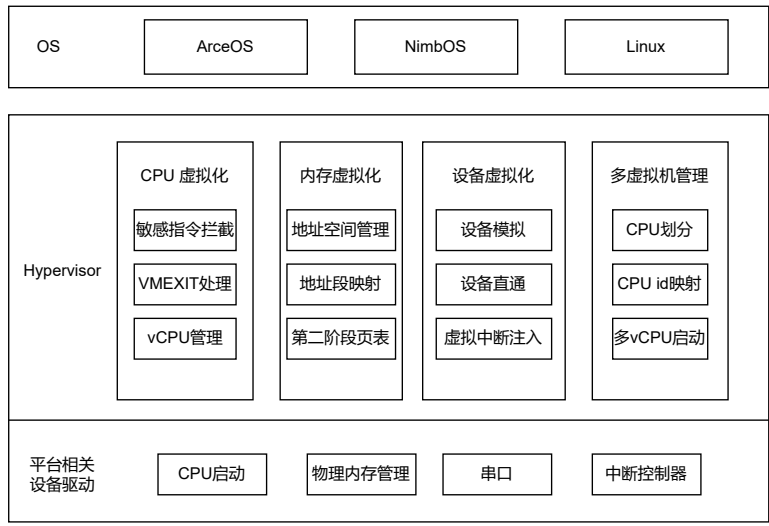 OS
ArceOS
NimbOS
Linux
Hypervisor
CPU 虚拟化
敏感指令拦截
VMEXIT处理
vCPU管理
内存虚拟化
地址空间管理
地址段映射
第二阶段页表
设备虚拟化
设备模拟
设备直通
虚拟中断注入
多虚拟机管理
CPU划分
CPU id映射
多vCPU启动
平台相关
设备驱动
CPU启动
物理内存管理
串口
中断控制器